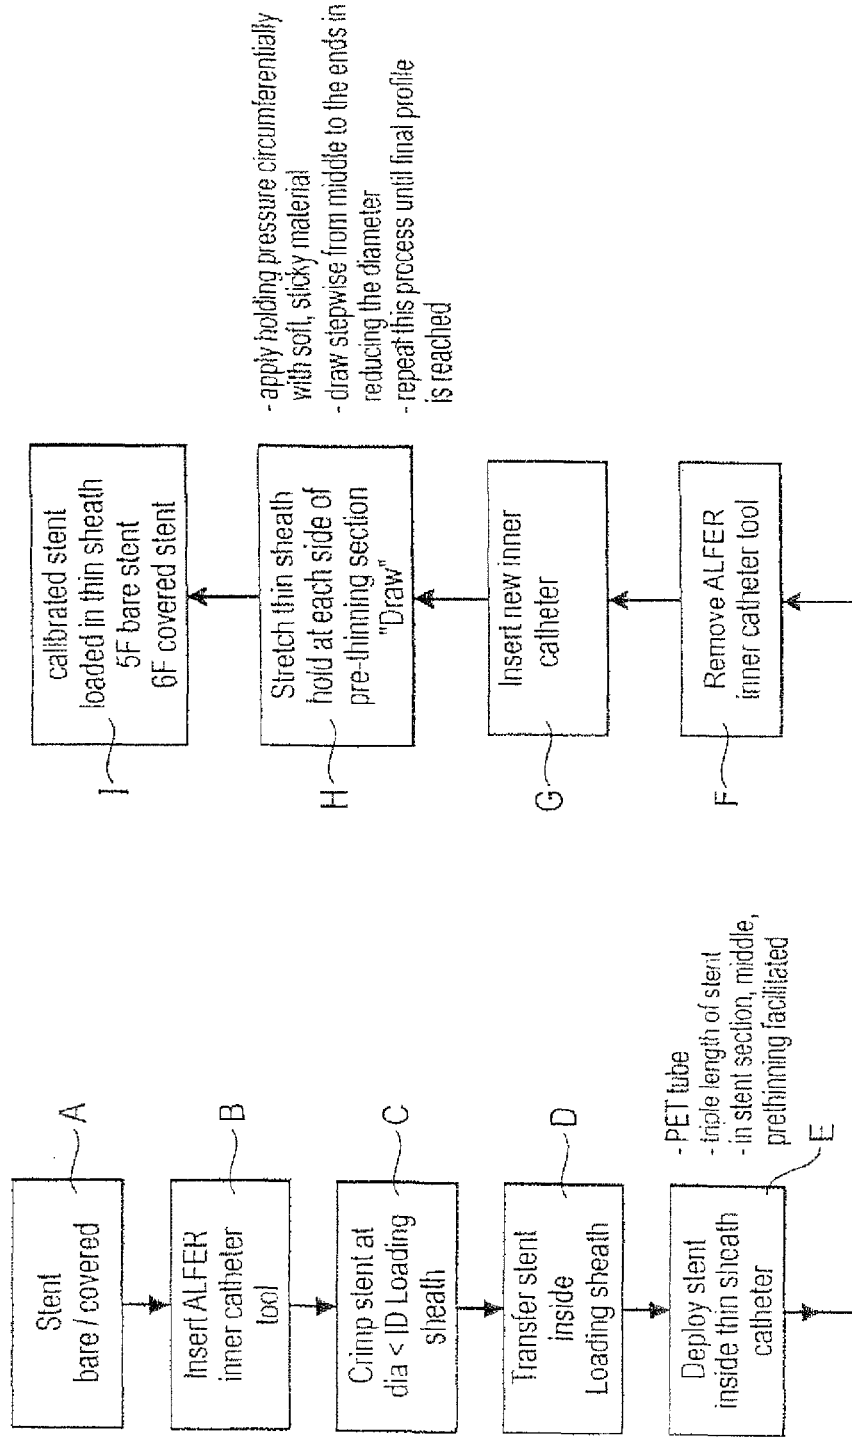 Stent
bare / covered
A
Insert ALFER
inner catheter
tool
B
Crimp stent at
dia < ID Loading
sheath
C
Transfer stent
inside
Loading sheath
D
Deploy stent
inside thin sheath
catheter
E
- PET tube
- triple length of stent
- in stent section, middle,
prethinning facilitated
Remove ALFER
inner catheter tool
F
Insert new inner
catheter
G
Stretch thin sheath
hold at each side of
pre-thinning section
"Draw"
H
- apply holding pressure circumferentially
with soft, sticky material
- draw stepwise from middle to the ends in
reducing the diameter
- repeat this process until final profile
is reached
calibrated stent
loaded in thin sheath
5F bare stent
6F covered stent
I